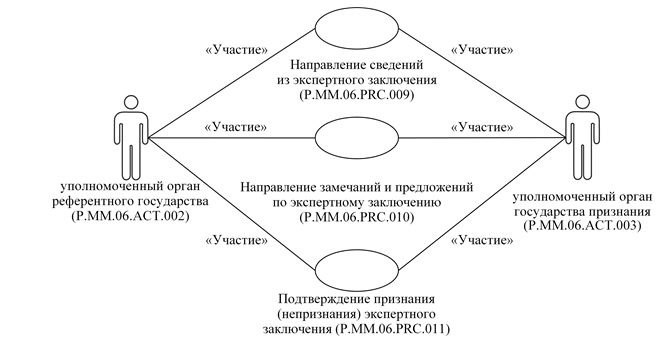 «Участие»
«Участие»
Направление сведений
из экспертного заключения
(P.MM.06.PRC.009)
«Участие»
«Участие»
уполномоченный орган
референтного государства
(P.MM.06.ACT.002)
Направление замечаний и предложений
по экспертному заключению
(P.MM.06.PRC.010)
уполномоченный орган
государства признания
(P.MM.06.ACT.003)
«Участие»
«Участие»
Подтверждение признания
(непризнания) экспертного
заключения (P.MM.06.PRC.011)